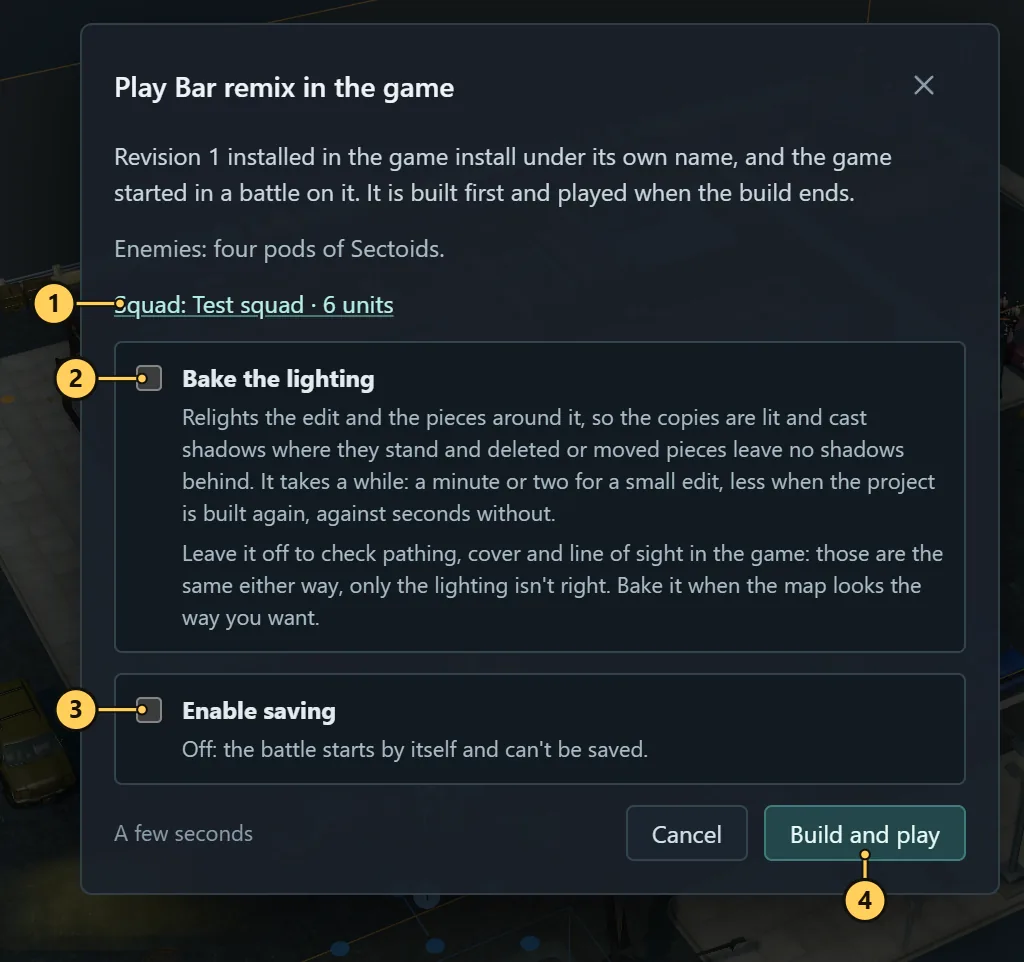 Play Bar remix in the game
Revision 1 installed in the game install under its own name, and the game
started in a battle on it. It is built first and played when the build ends.
Enemies: four pods of Sectoids.
1
Squad: Test squad · 6 units
2
Bake the lighting
Relights the edit and the pieces around it, so the copies are lit and cast
shadows where they stand and deleted or moved pieces leave no shadows
behind. It takes a while: a minute or two for a small edit, less when the project
is built again, against seconds without.
Leave it off to check pathing, cover and line of sight in the game: those are the
same either way, only the lighting isn't right. Bake it when the map looks the
way you want.
3
Enable saving
Off: the battle starts by itself and can't be saved.
A few seconds
Cancel
Build and play
4